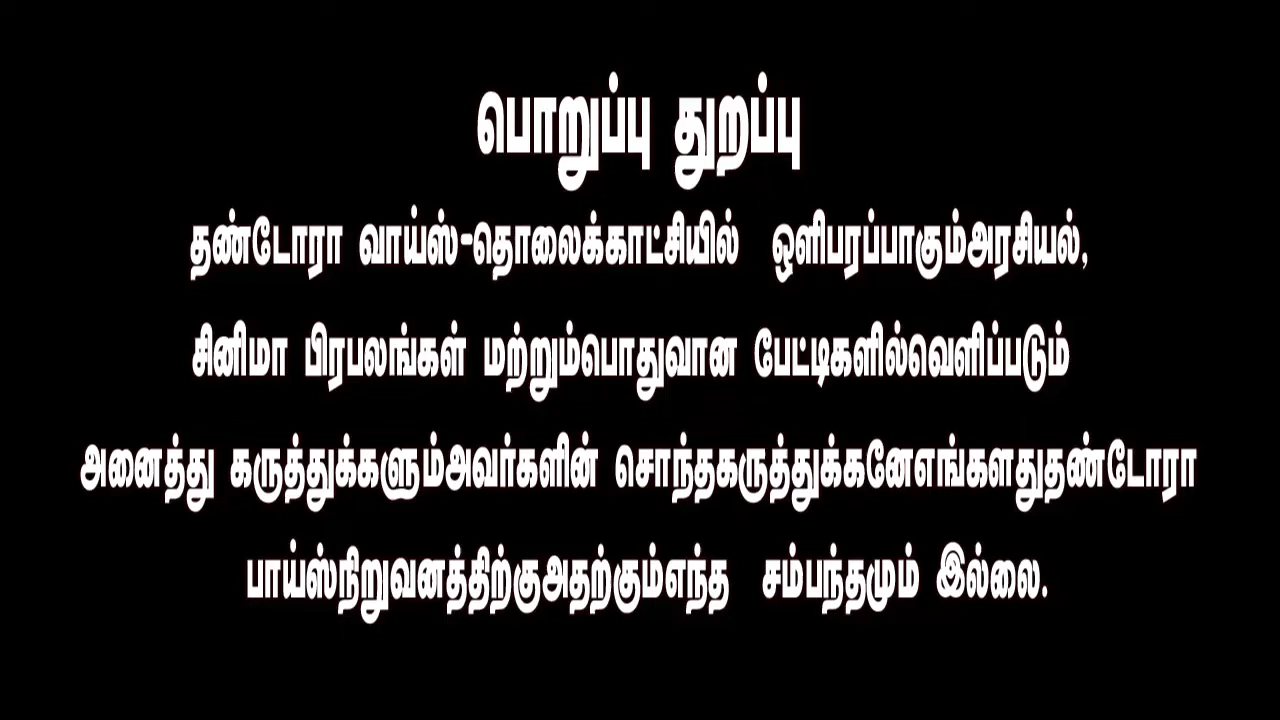 பொறுப்பு துறப்பு
தண்டோரா வாய்ஸ்-தொலைக்காட்சியில் ஒளிபரப்பாகும்அரசியல்,
சினிமா பிரபலங்கள் மற்றும்பொதுவான பேட்டிகளில்வெளிப்படும்
அனைத்து கருத்துக்களும்அவர்களின் சொந்தகருத்துக்கனேஎங்களதுதண்டோரா
பாய்ஸ்நிறுவனத்திற்குஅதற்கும்எந்த சம்பந்தமும் இல்லை.